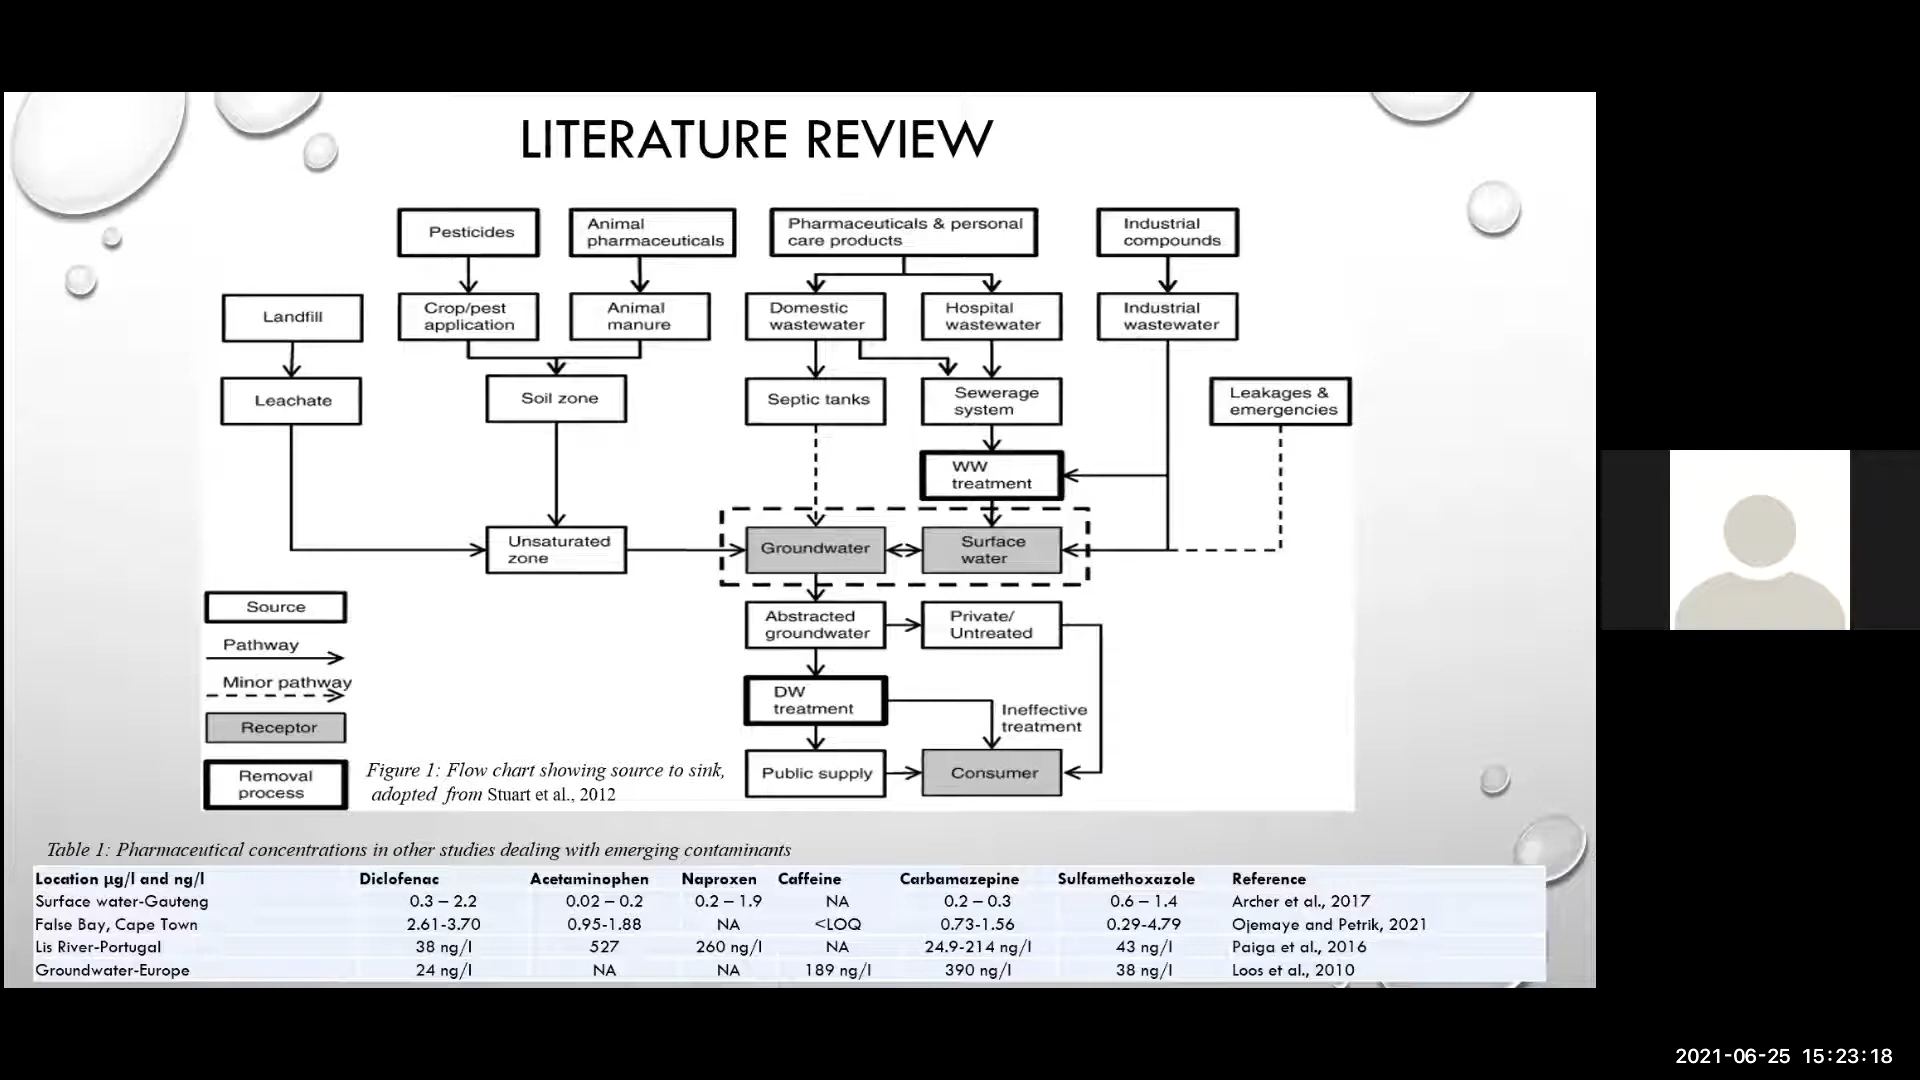 LITERATURE REVIEW
Pesticides
Animal
pharmaceuticals
Pharmaceuticals & personal
care products
Industrial
compounds
Landfill
Crop/pest
application
Animal
manure
Domestic
wastewater
Hospital
wastewater
Industrial
wastewater
Leachate
Soil zone
Septic tanks
Sewerage
system
Leakages &
emergencies
WW
treatment
Unsaturated
zone
Groundwater
Surface
water
Source
Abstracted
groundwater
Private/
Untreated
Pathway
Minor pathway
DW
treatment
Ineffective
treatment
Receptor
Removal
process
Public supply
Consumer
Figure 1: Flow chart showing source to sink,
adopted from Stuart et al., 2012
Table 1: Pharmaceutical concentrations in other studies dealing with emerging contaminants
Location µg/l and ng/l Diclofenac Acetaminophen Naproxen Caffeine Carbamazepine Sulfamethoxazole Reference
Surface water-Gauteng 0.3 – 2.2 0.02 – 0.2 0.2 – 1.9 NA 0.2 – 0.3 0.6 – 1.4 Archer et al., 2017
False Bay, Cape Town 2.61-3.70 0.95-1.88 NA <LOQ 0.73-1.56 0.29-4.79 Ojemaye and Petrik, 2021
Lis River-Portugal 38 ng/l 527 260 ng/l NA 24.9-214 ng/l 43 ng/l Paiga et al., 2016
Groundwater-Europe 24 ng/l NA NA 189 ng/l 390 ng/l 38 ng/l Loos et al., 2010
2021-06-25 15:23:18